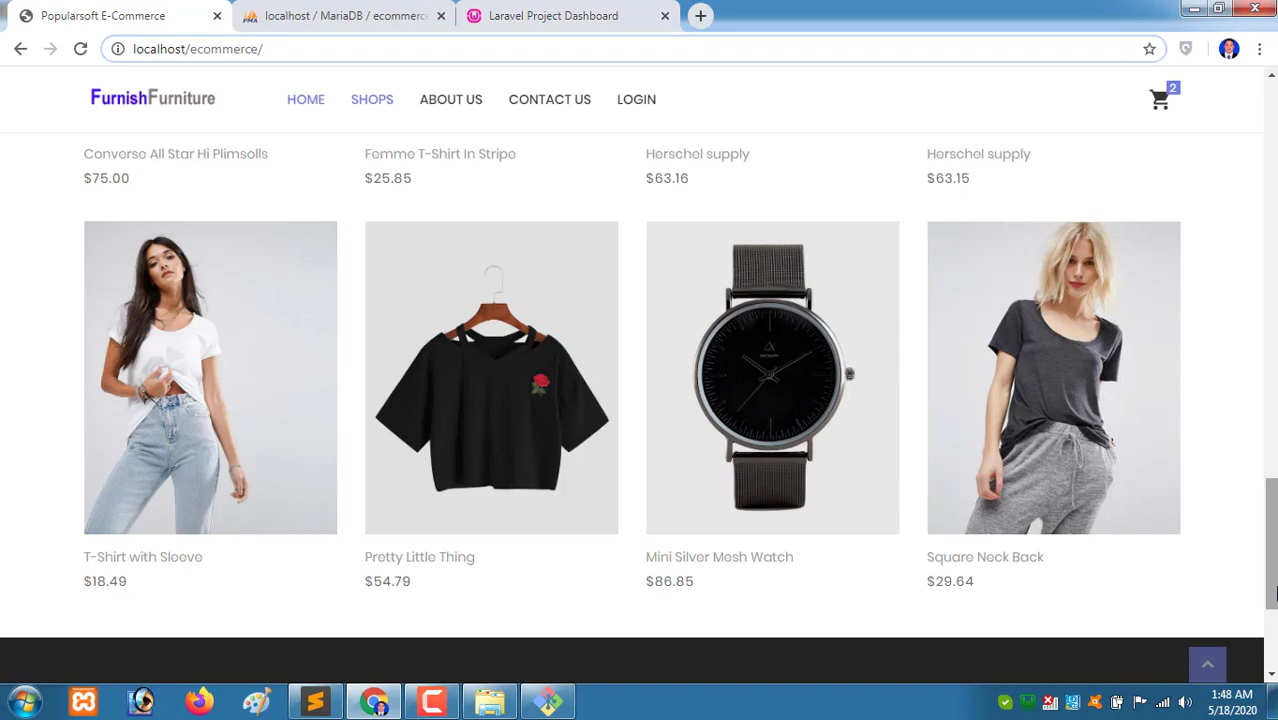 Popularsoft E-Commerce
localhost / MariaDB / ecommerce
Laravel Project Dashboard
localhost/ecommerce/
FurnishFurniture
HOME
SHOPS
ABOUT US
CONTACT US
LOGIN
2
Converse All Star Hi Plimsolls
Femme T-Shirt In Stripe
Herschel supply
Herschel supply
$75.00
$25.85
$63.16
$63.15
T-Shirt with Sleeve
Pretty Little Thing
Mini Silver Mesh Watch
Square Neck Back
$18.49
$54.79
$86.85
$29.64
1:48 AM
5/18/2020